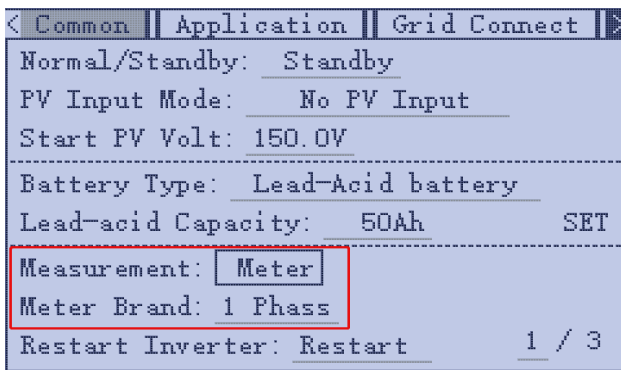 < Common Application Grid Connect
Normal/Standby: Standby
PV Input Mode: No PV Input
Start PV Volt: 150.0V
Battery Type: Lead-Acid battery
Lead-acid Capacity: 50Ah SET
Measurement: Meter
Meter Brand: 1 Phass
Restart Inverter: Restart 1 / 3